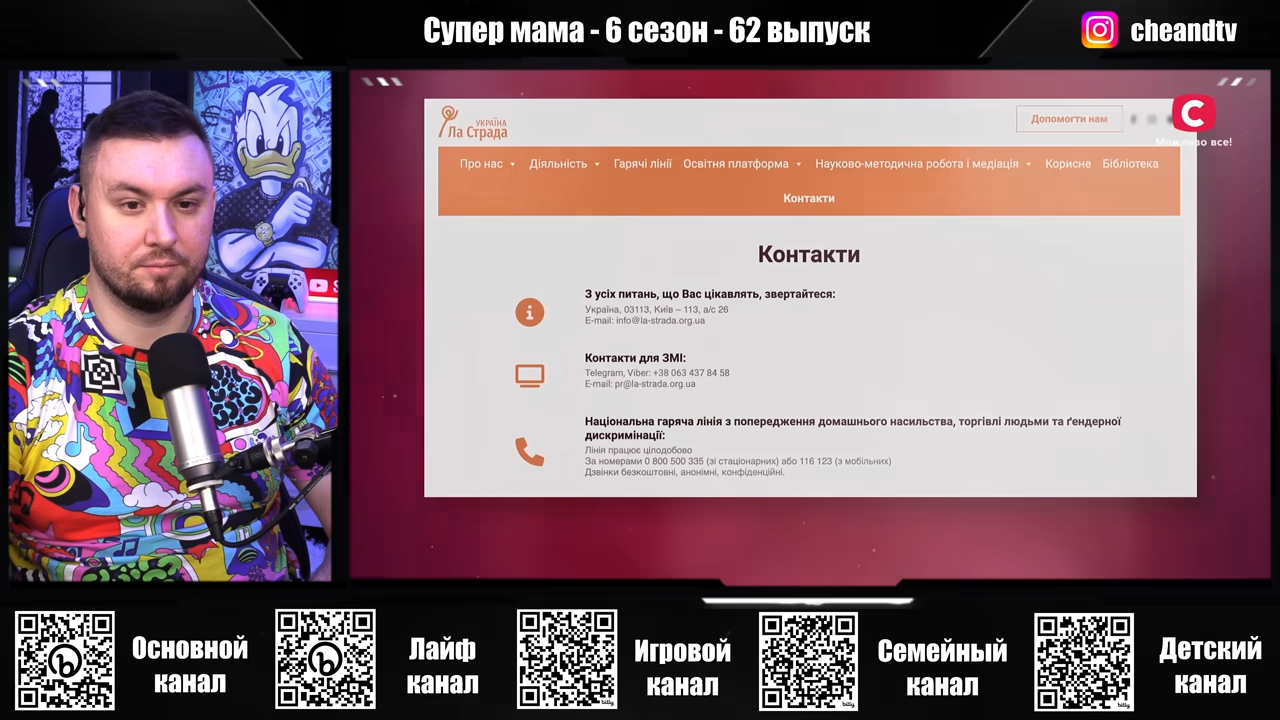 Супер мама - 6 сезон - 62 выпуск
cheandtv
УКРАЇНА
Ла Страда
Допомогти нам
Можливо все!
Про нас
Діяльність
Гарячі лінії
Освітня платформа
Науково-методична робота і медіація
Корисне
Бібліотека
Контакти
Контакти
З усіх питань, що Вас цікавлять, звертайтеся:
Україна, 03113, Київ – 113, а/с 26
E-mail: info@la-strada.org.ua
Контакти для ЗМІ:
Telegram, Viber: +38 063 437 84 58
E-mail: pr@la-strada.org.ua
Національна гаряча лінія з попередження домашнього насильства, торгівлі людьми та ґендерної
дискримінації:
Лінія працює цілодобово
За номерами 0 800 500 335 (зі стаціонарних) або 116 123 (з мобільних)
Дзвінки безкоштовні, анонімні, конфіденційні.
Основной
канал
Лайф
канал
Игровой
канал
Семейный
канал
Детский
канал
bitly
bitly
bitly